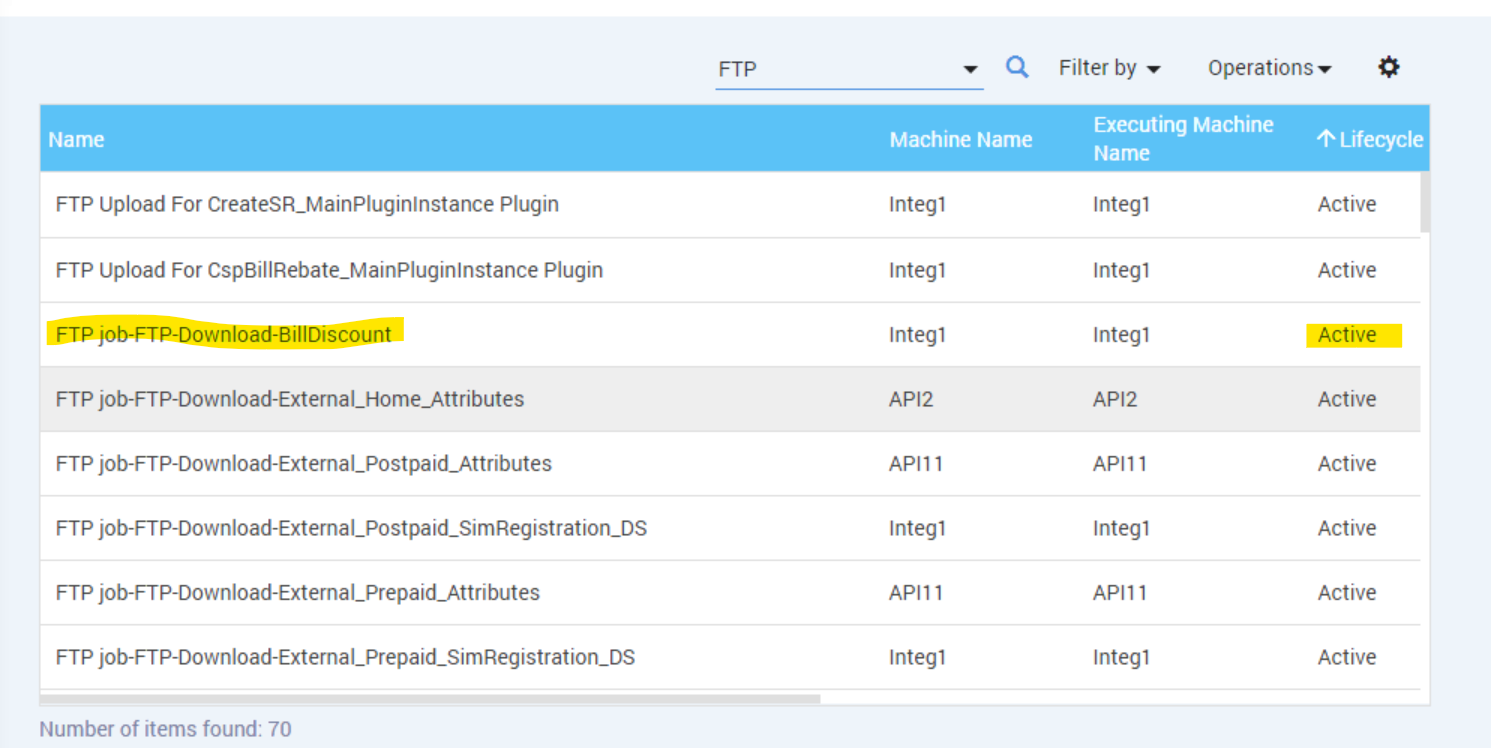 FTP Filter by Operations
Name Machine Name Executing Machine Name Lifecycle
FTP Upload For CreateSR_MainPluginInstance Plugin Integ1 Integ1 Active
FTP Upload For CspBillRebate_MainPluginInstance Plugin Integ1 Integ1 Active
FTP job-FTP-Download-BillDiscount Integ1 Integ1 Active
FTP job-FTP-Download-External_Home_Attributes API2 API2 Active
FTP job-FTP-Download-External_Postpaid_Attributes API11 API11 Active
FTP job-FTP-Download-External_Postpaid_SimRegistration_DS Integ1 Integ1 Active
FTP job-FTP-Download-External_Prepaid_Attributes API11 API11 Active
FTP job-FTP-Download-External_Prepaid_SimRegistration_DS Integ1 Integ1 Active
Number of items found: 70